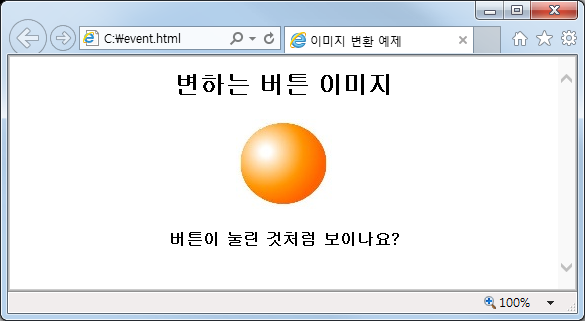 C:₩event.html
이미지 변환 예제
변하는 버튼 이미지
버튼이 눌린 것처럼 보이나요?
100%